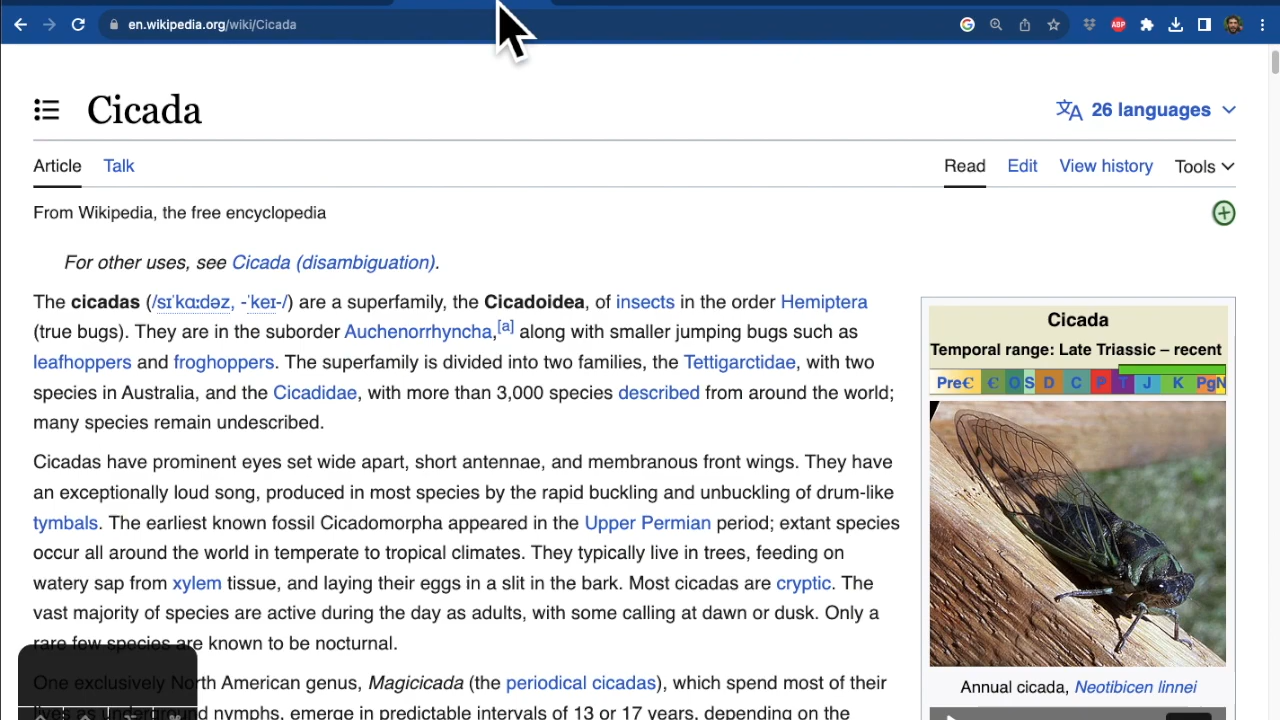 en.wikipedia.org/wiki/Cicada
ABP
Cicada
26 languages
Article Talk
Read Edit View history Tools
From Wikipedia, the free encyclopedia
For other uses, see Cicada (disambiguation).
The cicadas (/sɪˈkɑːdəz, -ˈkeɪ-/) are a superfamily, the Cicadoidea, of insects in the order Hemiptera
(true bugs). They are in the suborder Auchenorrhyncha,[a] along with smaller jumping bugs such as
leafhoppers and froghoppers. The superfamily is divided into two families, the Tettigarctidae, with two
species in Australia, and the Cicadidae, with more than 3,000 species described from around the world;
many species remain undescribed.
Cicadas have prominent eyes set wide apart, short antennae, and membranous front wings. They have
an exceptionally loud song, produced in most species by the rapid buckling and unbuckling of drum-like
tymbals. The earliest known fossil Cicadomorpha appeared in the Upper Permian period; extant species
occur all around the world in temperate to tropical climates. They typically live in trees, feeding on
watery sap from xylem tissue, and laying their eggs in a slit in the bark. Most cicadas are cryptic. The
vast majority of species are active during the day as adults, with some calling at dawn or dusk. Only a
rare few species are known to be nocturnal.
One exclusively North American genus, Magicicada (the periodical cicadas), which spend most of their
lives as underground nymphs, emerge in predictable intervals of 13 or 17 years, depending on the
Cicada
Temporal range: Late Triassic – recent
PreꞒ Ꞓ O S D C P T J K Pg N
Annual cicada, Neotibicen linnei